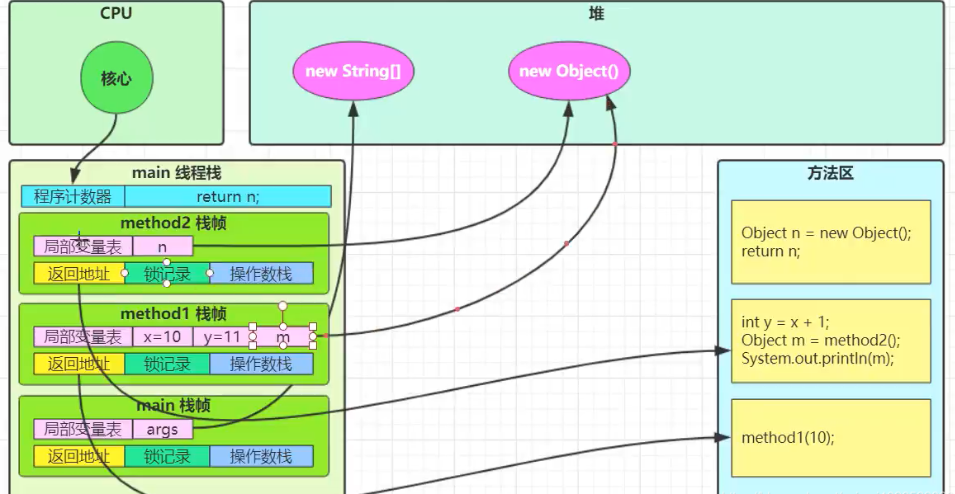 CPU
核心
堆
new String[]
new Object()
main 线程栈
程序计数器 return n;
method2 栈帧
局部变量表 n
返回地址 锁记录 操作数栈
method1 栈帧
局部变量表 x=10 y=11 m
返回地址 锁记录 操作数栈
main 栈帧
局部变量表 args
返回地址 锁记录 操作数栈
方法区
Object n = new Object();
return n;
int y = x + 1;
Object m = method2();
System.out.println(m);
method1(10);